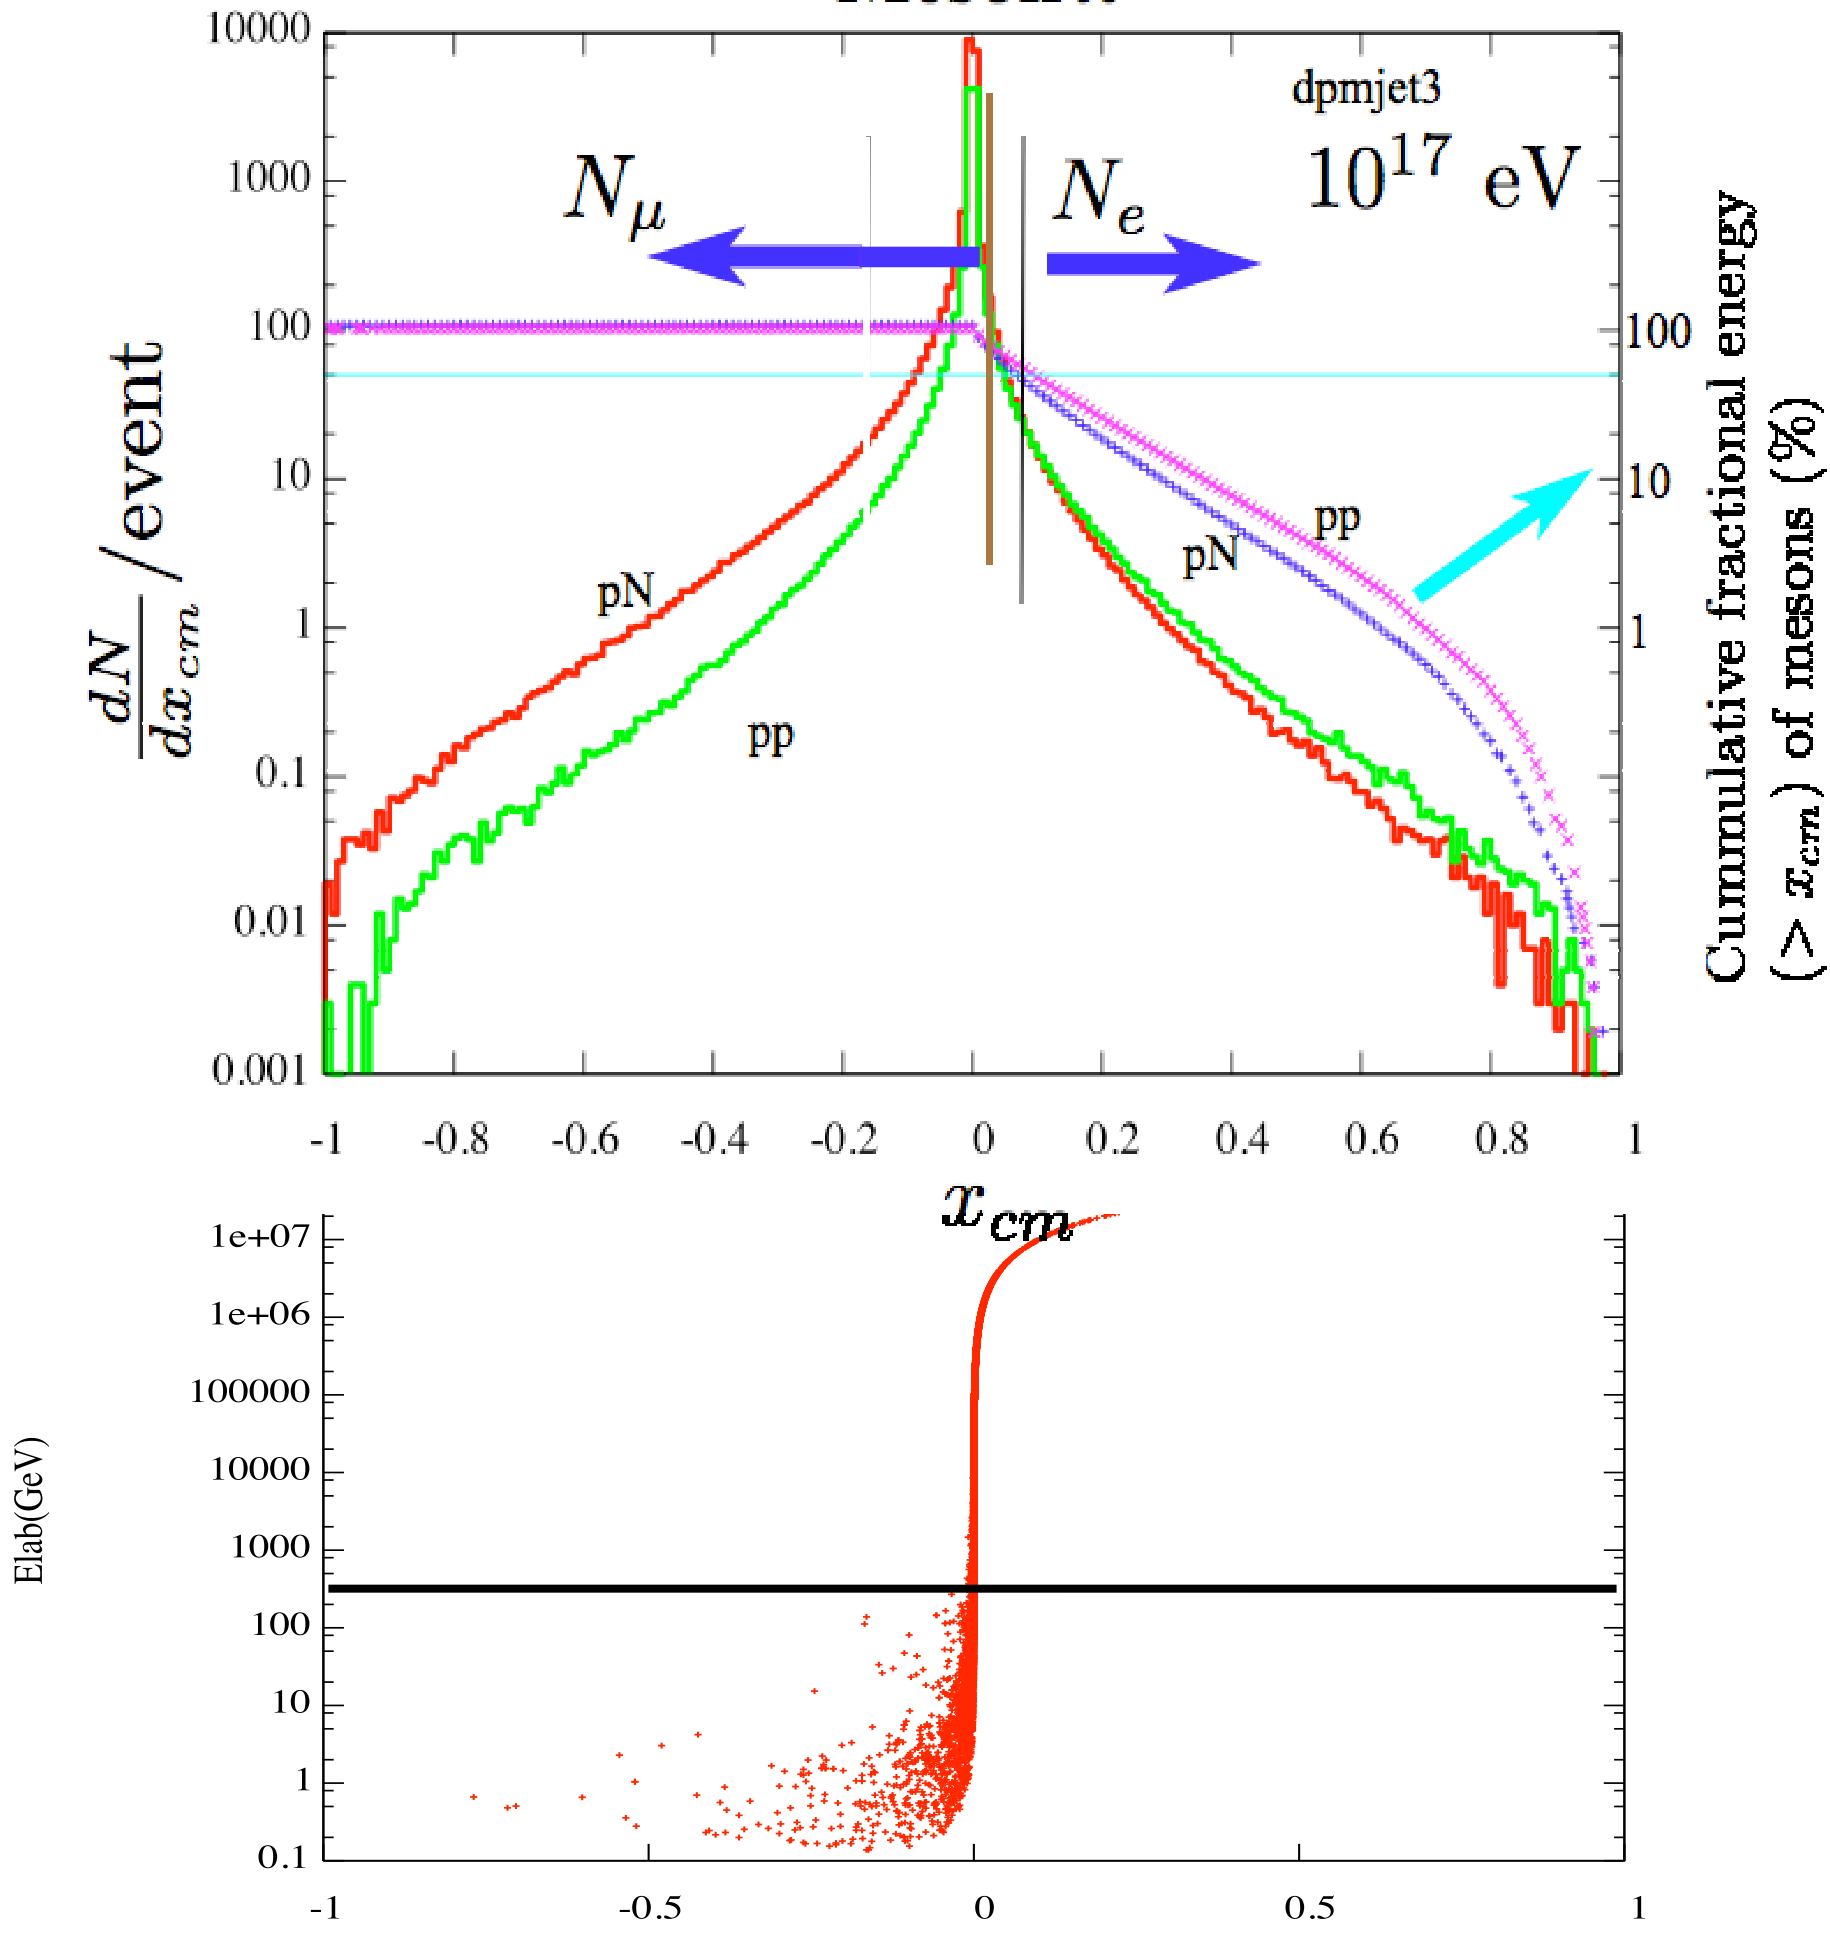 10000
1000
100
10
1
0.1
0.01
0.001
dN
dx_cm /event
N_μ
N_e
dpmjet3
10^17 eV
pN
pp
pp
pN
100
10
1
Cummulative fractional energy
(> x_cm) of mesons (%)
-1 -0.8 -0.6 -0.4 -0.2 0 0.2 0.4 0.6 0.8 1
x_cm
1e+07
1e+06
100000
10000
1000
100
10
1
0.1
Elab(GeV)
-1 -0.5 0 0.5 1